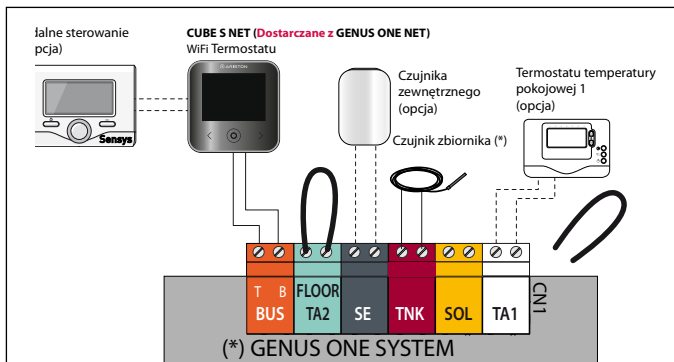 dalne sterowanie
pcja)
CUBE S NET (Dostarczane z GENUS ONE NET)
WiFi Termostatu
ARISTON
Sensys
Czujnika
zewnętrznego
(opcja)
Czujnik zbiornika (*)
Termostatu temperatury
pokojowej 1
(opcja)
T B
BUS
FLOOR
TA2
SE
TNK
SOL
TA1
CN1
(*) GENUS ONE SYSTEM